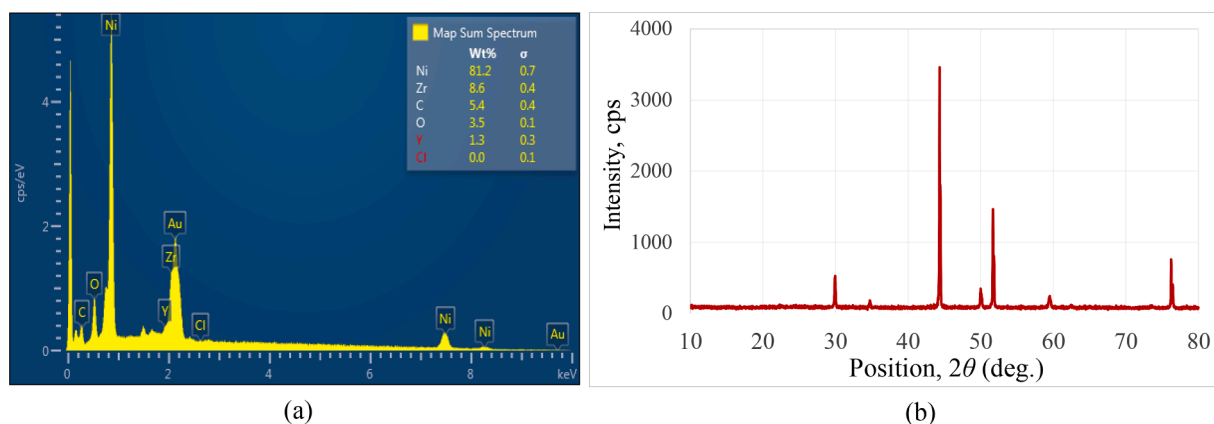 Map Sum Spectrum
Wt% σ
Ni 81.2 0.7
Zr 8.6 0.4
C 5.4 0.4
O 3.5 0.1
Y 1.3 0.3
Cl 0.0 0.1
Ni
Au
Zr
O
C
Y
Cl
Ni
Ni
Au
cps/eV
4
2
0
0 2 4 6 8 keV
(a)
Intensity, cps
4000
3000
2000
1000
0
10 20 30 40 50 60 70 80
Position, 2θ (deg.)
(b)